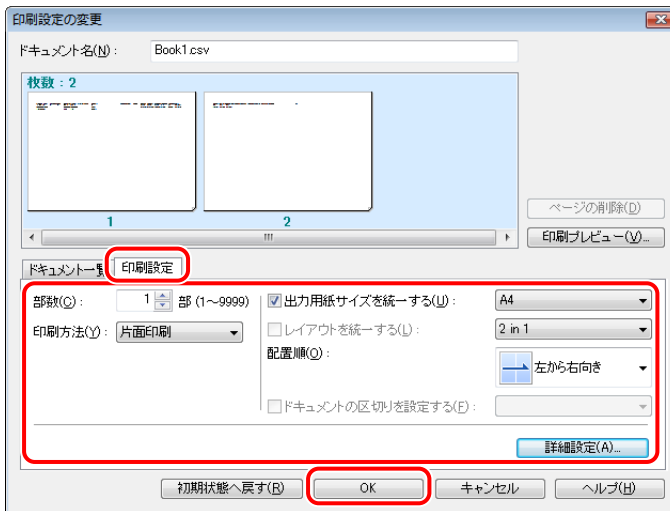 印刷設定の変更
ドキュメント名(N): Book1.csv
枚数:2
1 2
ページの削除(D)
印刷プレビュー(V)...
ドキュメント一覧 印刷設定
部数(C): 1 部 (1～9999) 出力用紙サイズを統一する(U): A4
印刷方法(Y): 片面印刷 レイアウトを統一する(L): 2 in 1
配置順(O): 左から右向き
ドキュメントの区切りを設定する(F):
詳細設定(A)...
初期状態へ戻す(R) OK キャンセル ヘルプ(H)